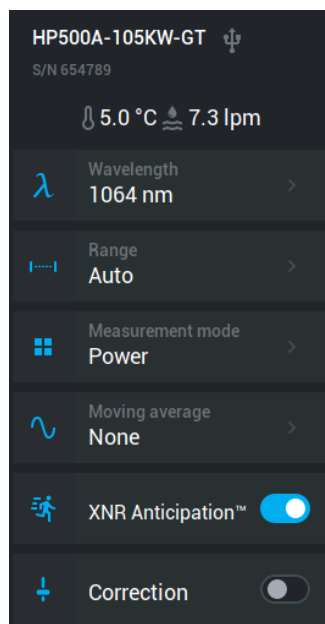 HP500A-105KW-GT
S/N 654789
5.0 °C 7.3 lpm
λ
Wavelength
1064 nm
Range
Auto
Measurement mode
Power
Moving average
None
XNR Anticipation™
Correction